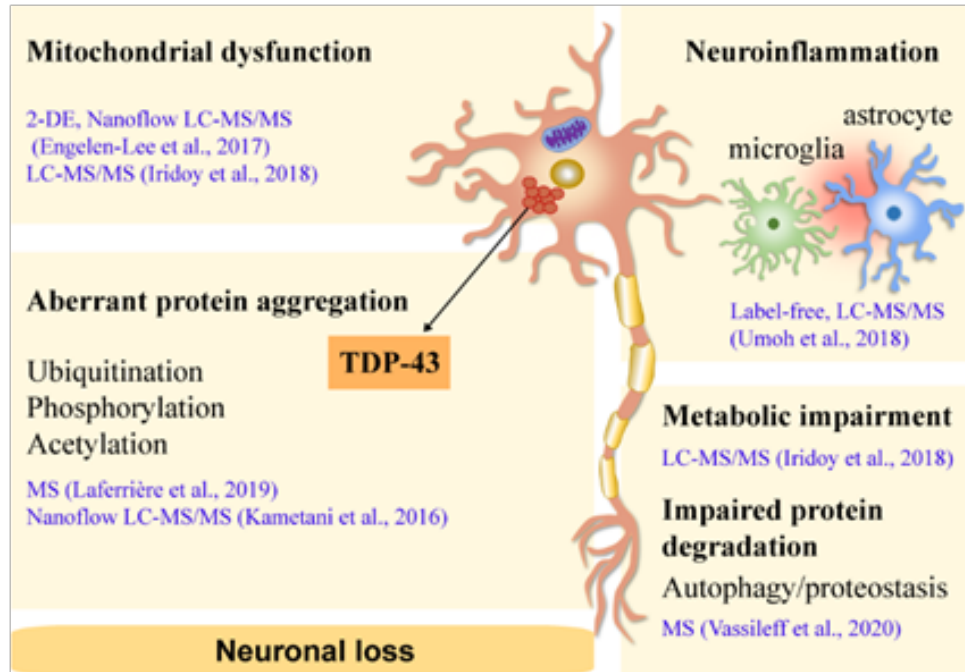 Mitochondrial dysfunction
2-DE, Nanoflow LC-MS/MS
(Engelen-Lee et al., 2017)
LC-MS/MS (Iridoy et al., 2018)
Neuroinflammation
astrocyte
microglia
Label-free, LC-MS/MS
(Umoh et al., 2018)
Aberrant protein aggregation
TDP-43
Ubiquitination
Phosphorylation
Acetylation
MS (Laferrière et al., 2019)
Nanoflow LC-MS/MS (Kametani et al., 2016)
Metabolic impairment
LC-MS/MS (Iridoy et al., 2018)
Impaired protein
degradation
Autophagy/proteostasis
MS (Vassileff et al., 2020)
Neuronal loss